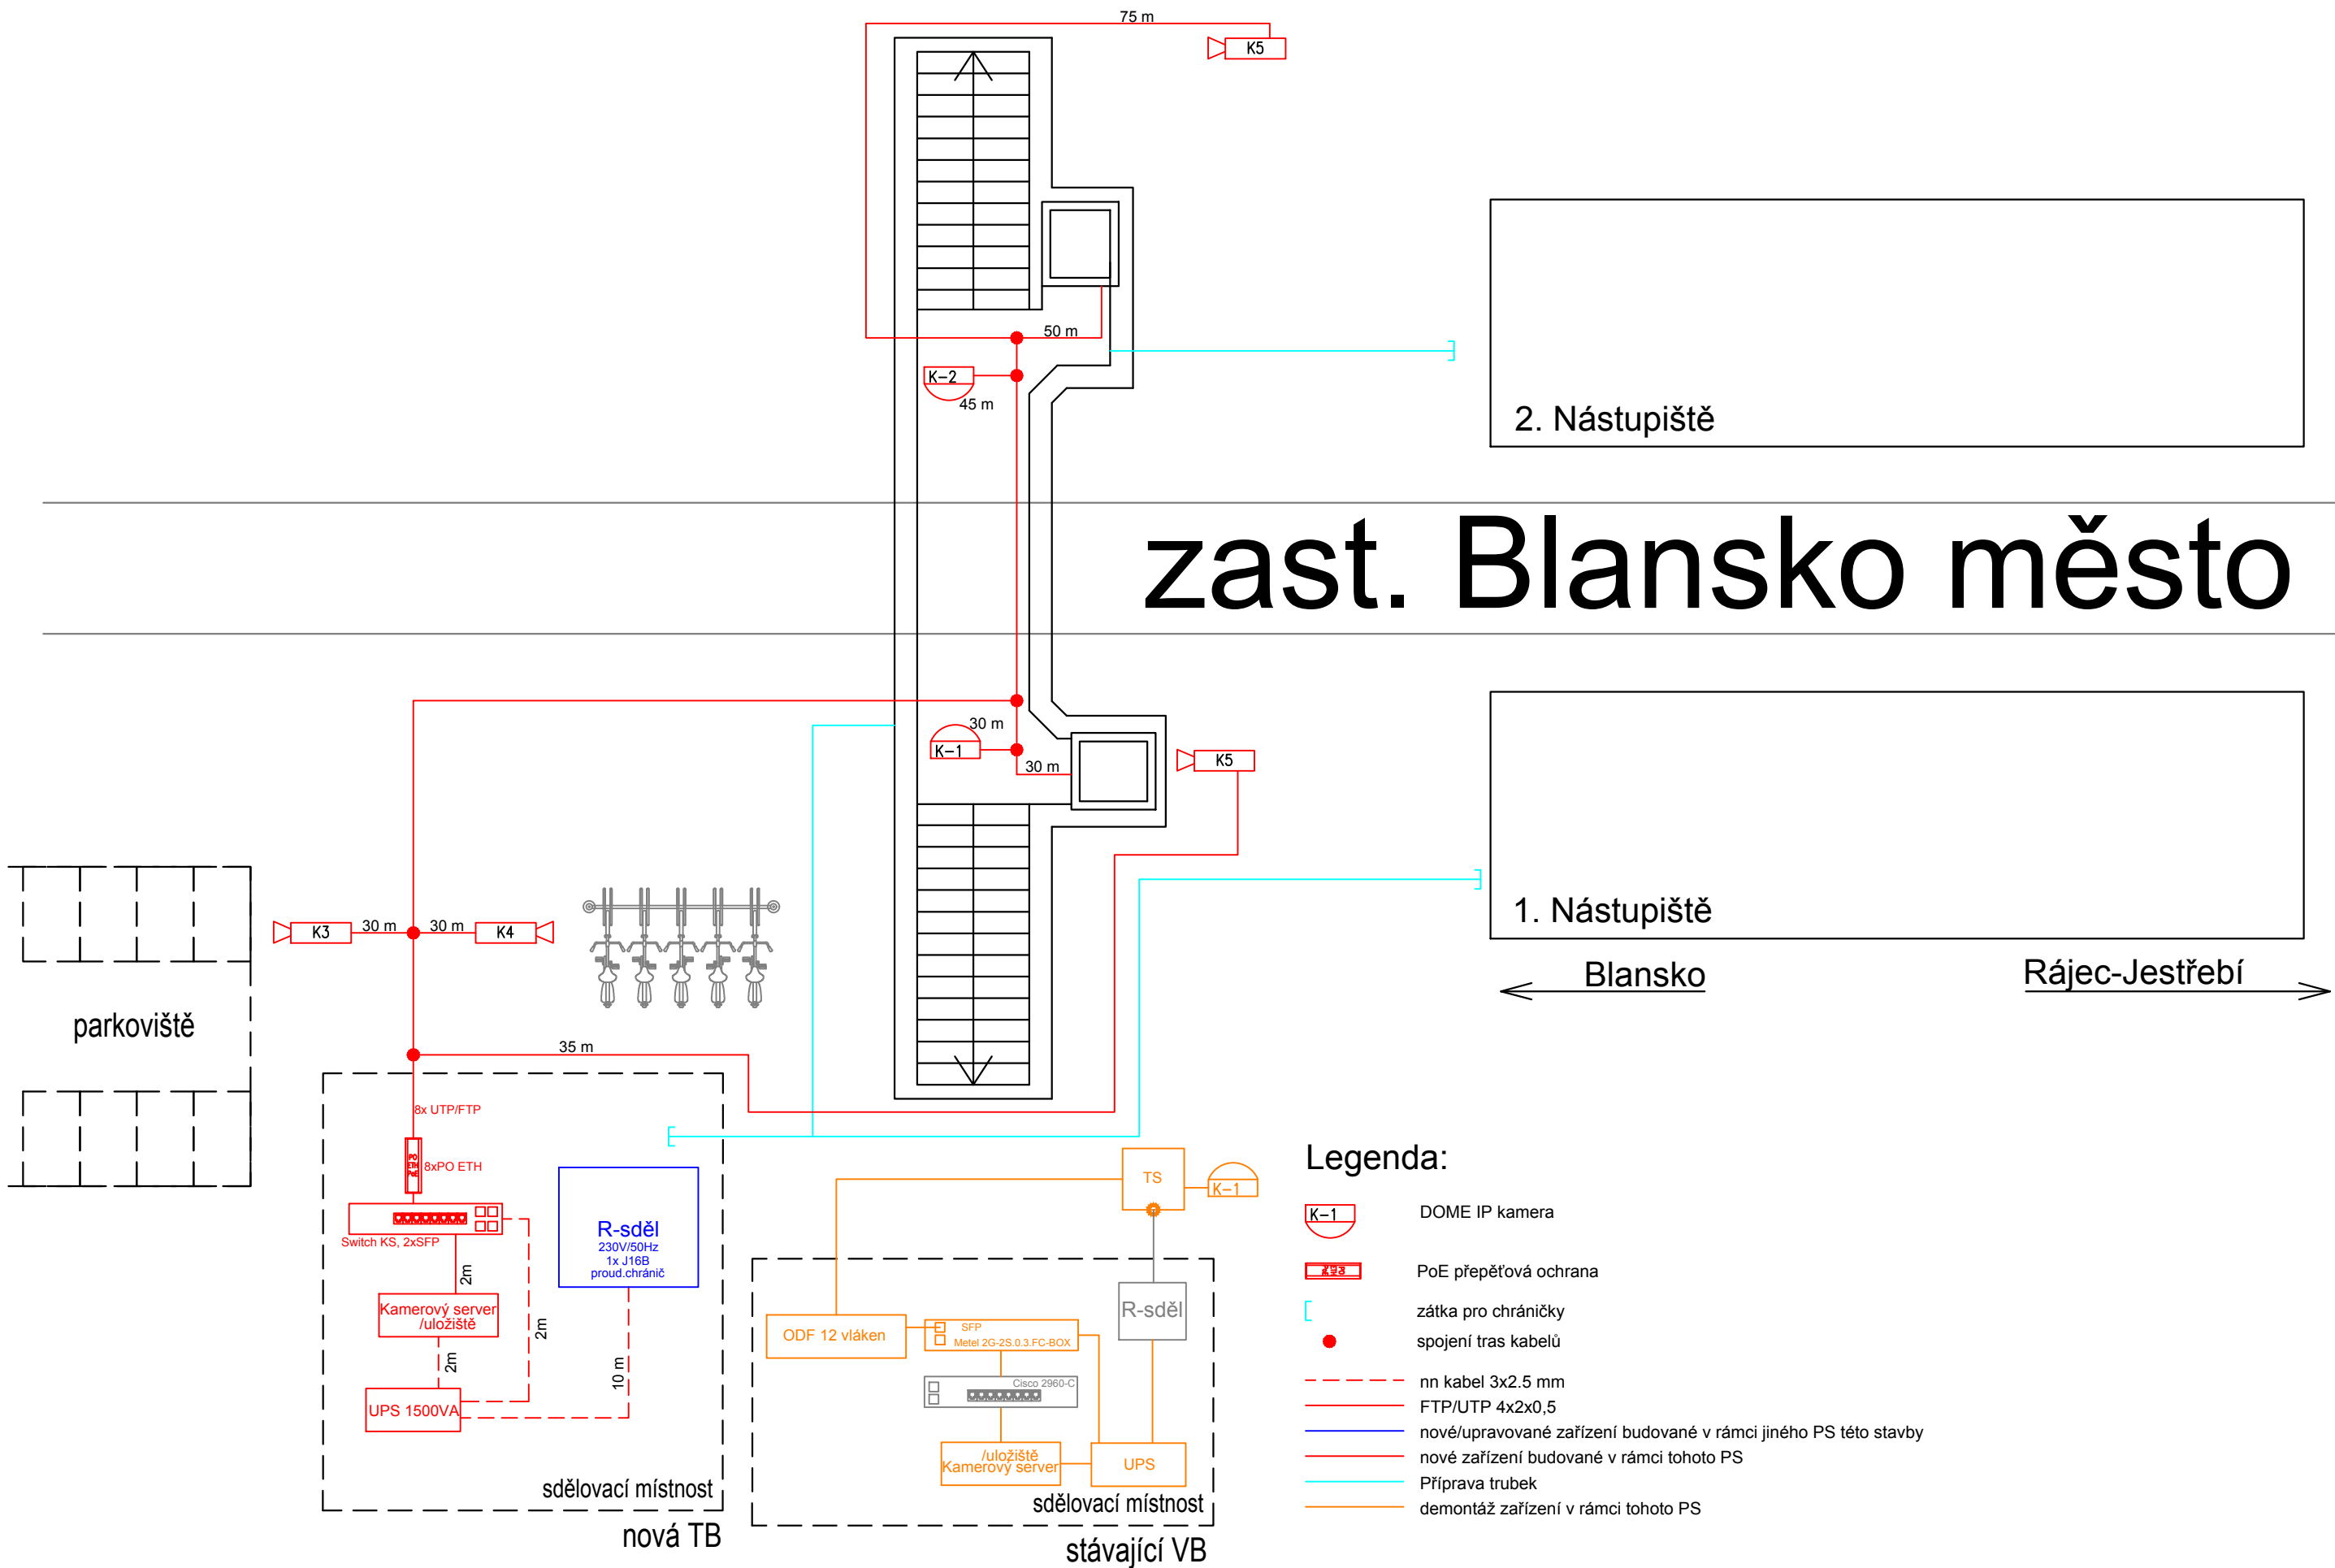 75 m
K5
50 m
K-2
45 m
2. Nástupiště
zast. Blansko město
30 m
K-1
30 m
K5
1. Nástupiště
K3
30 m
30 m
K4
Blansko
Rájec-Jestřebí
parkoviště
35 m
8x UTP/FTP
PO
ETH
PoE
8xPO ETH
Switch KS, 2xSFP
2m
Kamerový server
/uložiště
2m
2m
UPS 1500VA
10 m
R-sděl
230V/50Hz
1x J16B
proud.chránič
sdělovací místnost
nová TB
TS
K-1
R-sděl
ODF 12 vláken
SFP
Metel 2G-2S.0.3.FC-BOX
Cisco 2960-C
/uložiště
Kamerový server
UPS
sdělovací místnost
stávající VB
Legenda:
K-1
DOME IP kamera
PoE přepěťová ochrana
zátka pro chráničky
spojení tras kabelů
nn kabel 3x2.5 mm
FTP/UTP 4x2x0,5
nové/upravované zařízení budované v rámci jiného PS této stavby
nové zařízení budované v rámci tohoto PS
Příprava trubek
demontáž zařízení v rámci tohoto PS